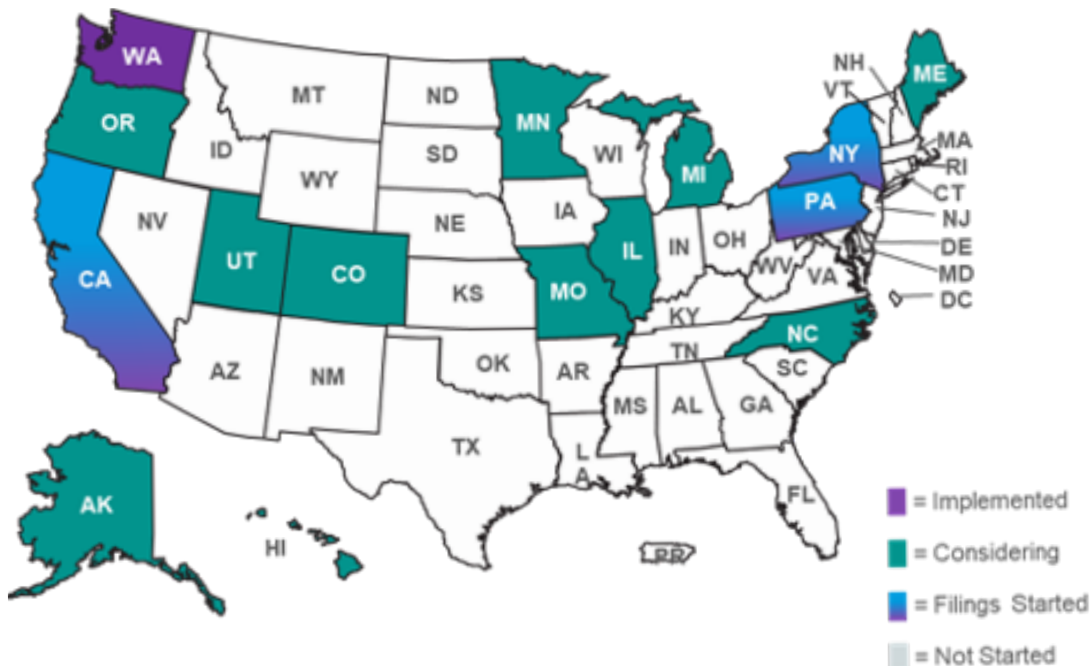 WA
MT
ND
MN
NH
VT
ME
OR
ID
SD
WI
MI
NY
MA
RI
CT
WY
NE
IA
PA
NJ
NV
UT
CO
IL
IN
OH
DE
MD
DC
CA
KS
MO
WV
VA
KY
NC
AZ
NM
OK
AR
TN
SC
MS
AL
GA
TX
L
A
FL
AK
HI
PR
= Implemented
= Considering
= Filings Started
= Not Started